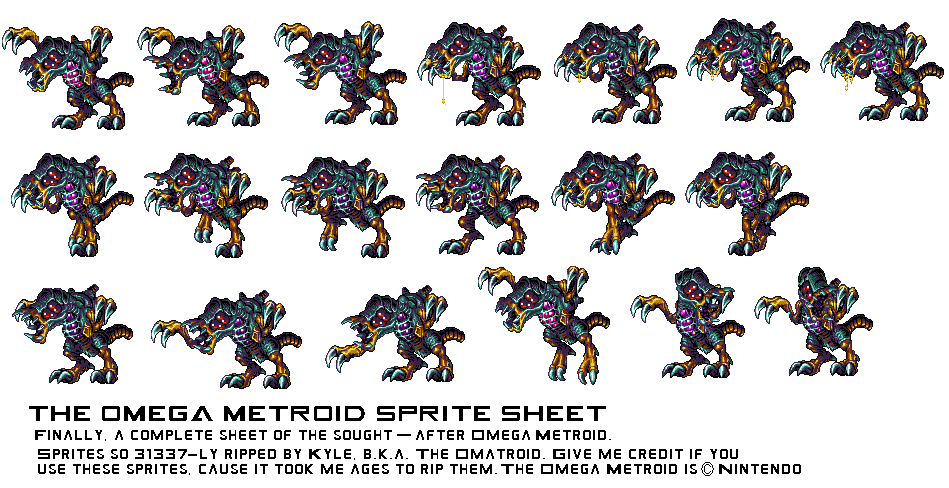 The Omega Metroid Sprite Sheet
Finally, a complete sheet of the sought - after Omega Metroid.
Sprites so 31337-ly ripped by Kyle, b.k.a. The Omatroid. Give me credit if you
use these sprites, cause it took me ages to rip them. The Omega Metroid is © Nintendo